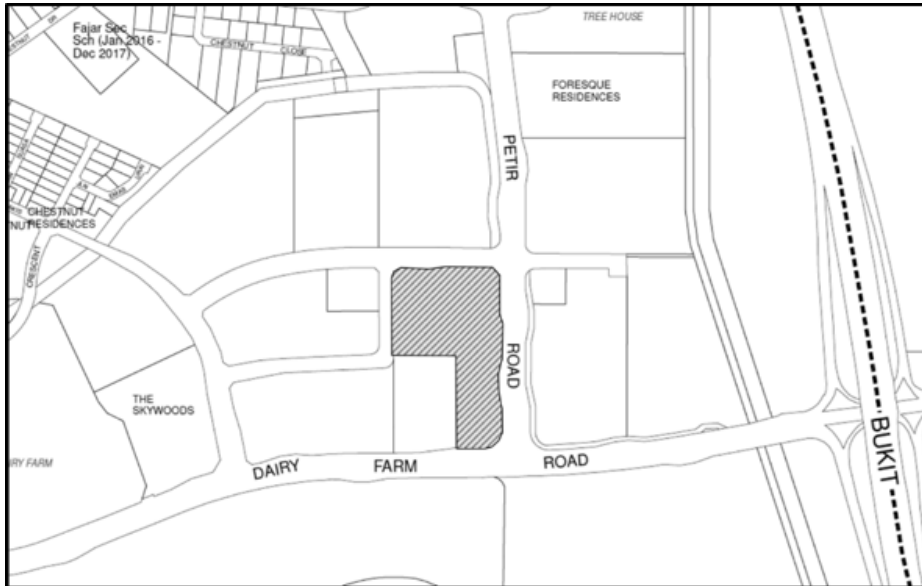 TREE HOUSE
Fajar Sec
Sch (Jan 2016 -
Dec 2017)
CHESTNUT
CLOSE
DR
FORESQUE
RESIDENCES
PETIR
ROAD
CHESTNUT
RESIDENCES
CRESCENT
THE
SKYWOODS
DAIRY FARM ROAD
BUKIT